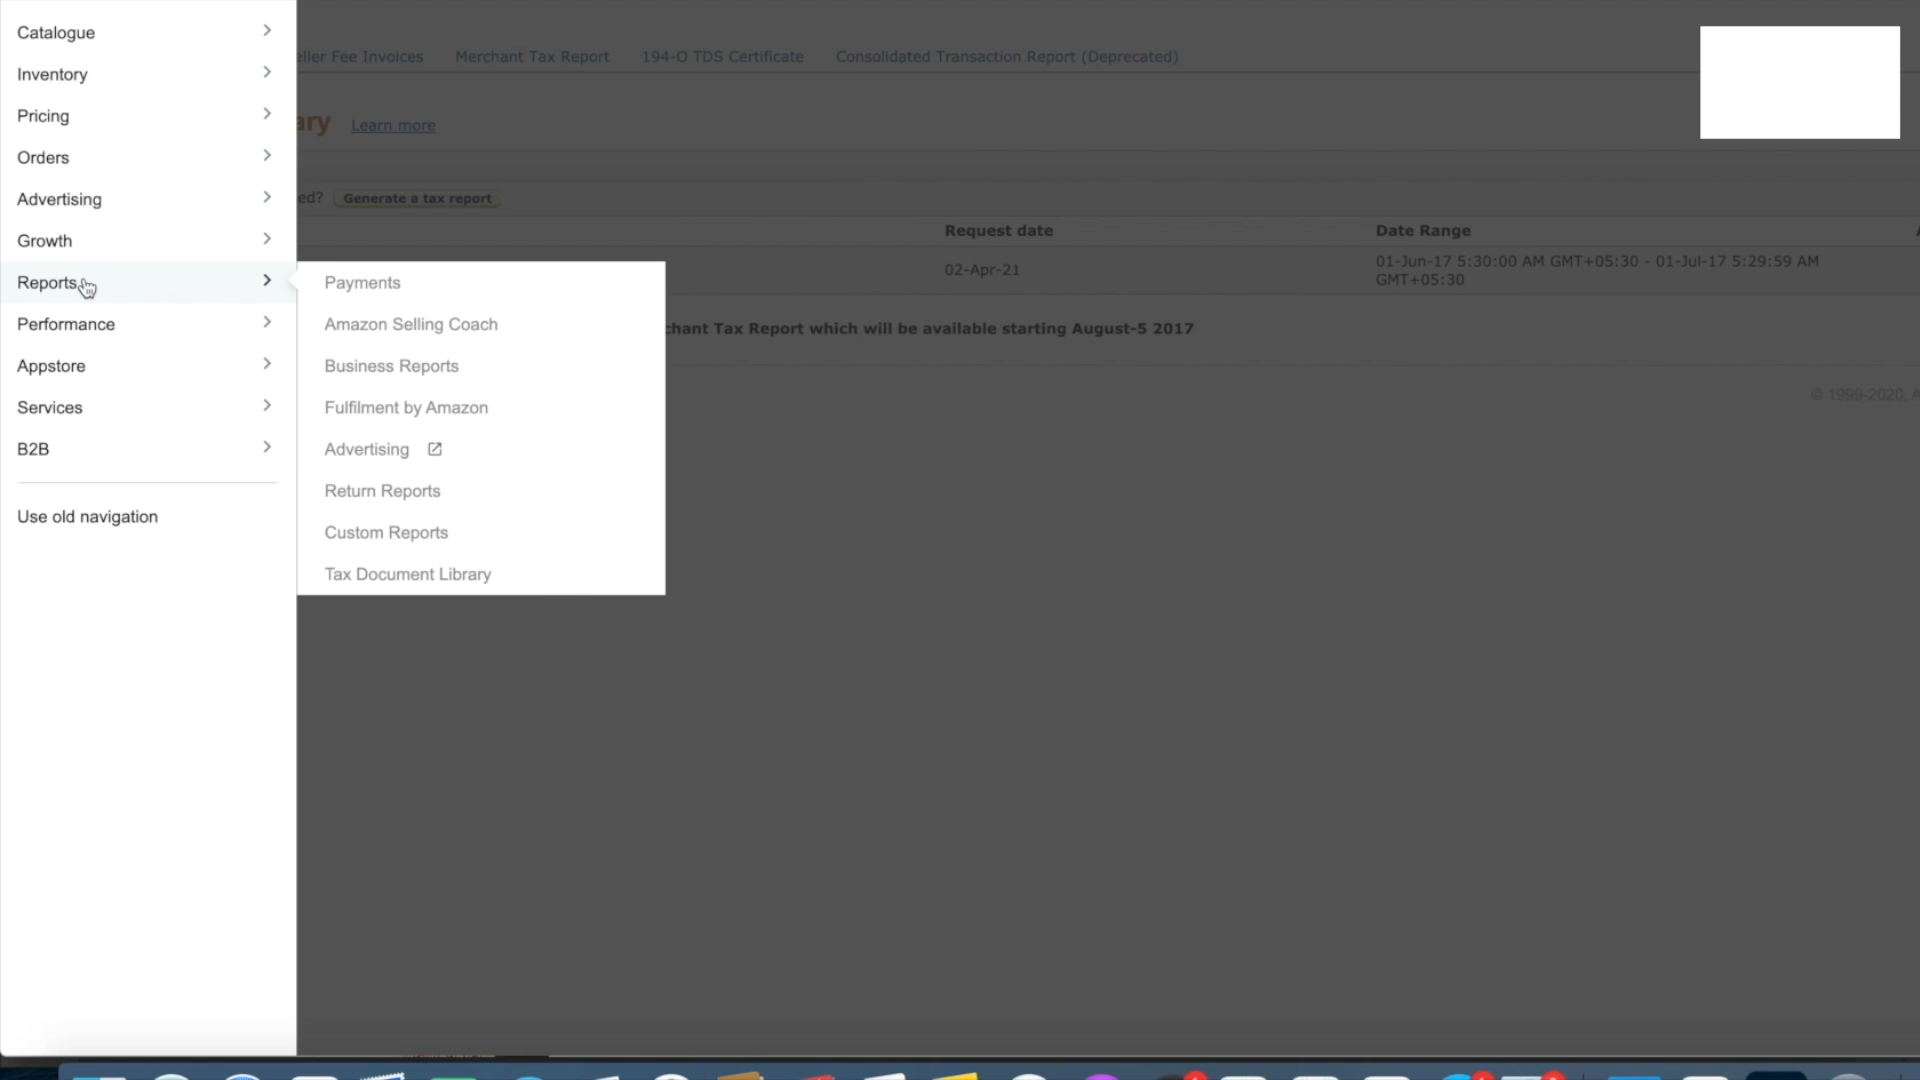 Catalogue
Inventory
Pricing
Orders
Advertising
Growth
Reports
Performance
Appstore
Services
B2B
Use old navigation
Payments
Amazon Selling Coach
Business Reports
Fulfilment by Amazon
Advertising
Return Reports
Custom Reports
Tax Document Library
Fee Invoices Merchant Tax Report 194-O TDS Certificate Consolidated Transaction Report (Deprecated)
Learn more
Generate a tax report
Request date Date Range
02-Apr-21 01-Jun-17 5:30:00 AM GMT+05:30 - 01-Jul-17 5:29:59 AM
GMT+05:30
Tax Report which will be available starting August-5 2017
© 1999-2020,